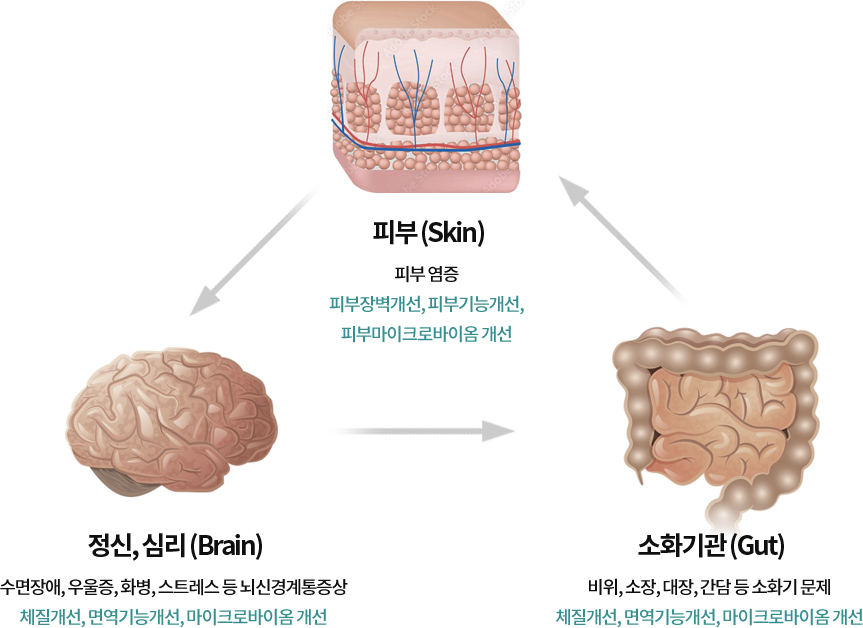 피부 (Skin)
피부 염증
피부장벽개선, 피부기능개선,
피부마이크로바이옴 개선
정신, 심리 (Brain)
수면장애, 우울증, 화병, 스트레스 등 뇌신경계통증상
체질개선, 면역기능개선, 마이크로바이옴 개선
소화기관 (Gut)
비위, 소장, 대장, 간담 등 소화기 문제
체질개선, 면역기능개선, 마이크로바이옴 개선